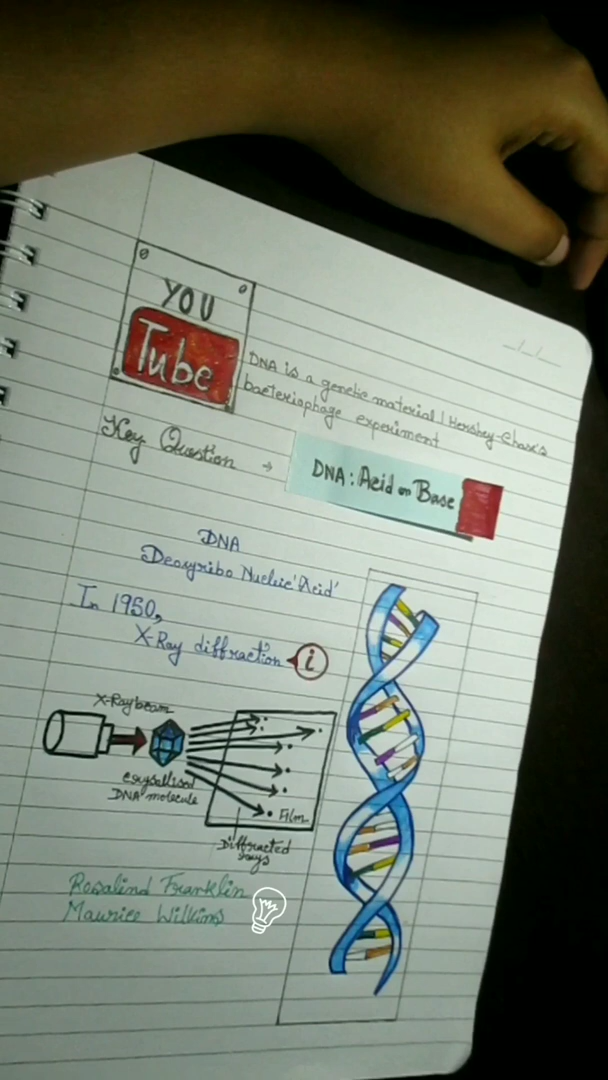 YOU
Tube
DNA is a genetic material | Hershey-Chase's
bacteriophage experiment
Key Question →
DNA: Acid or Base
DNA
Deoxyribo Nucleic 'Acid'
In 1950,
X-Ray diffraction
i
X-Ray beam
crystallised
DNA molecule
Film
Diffracted
rays
Rosalind Franklin
Maurice Wilkins